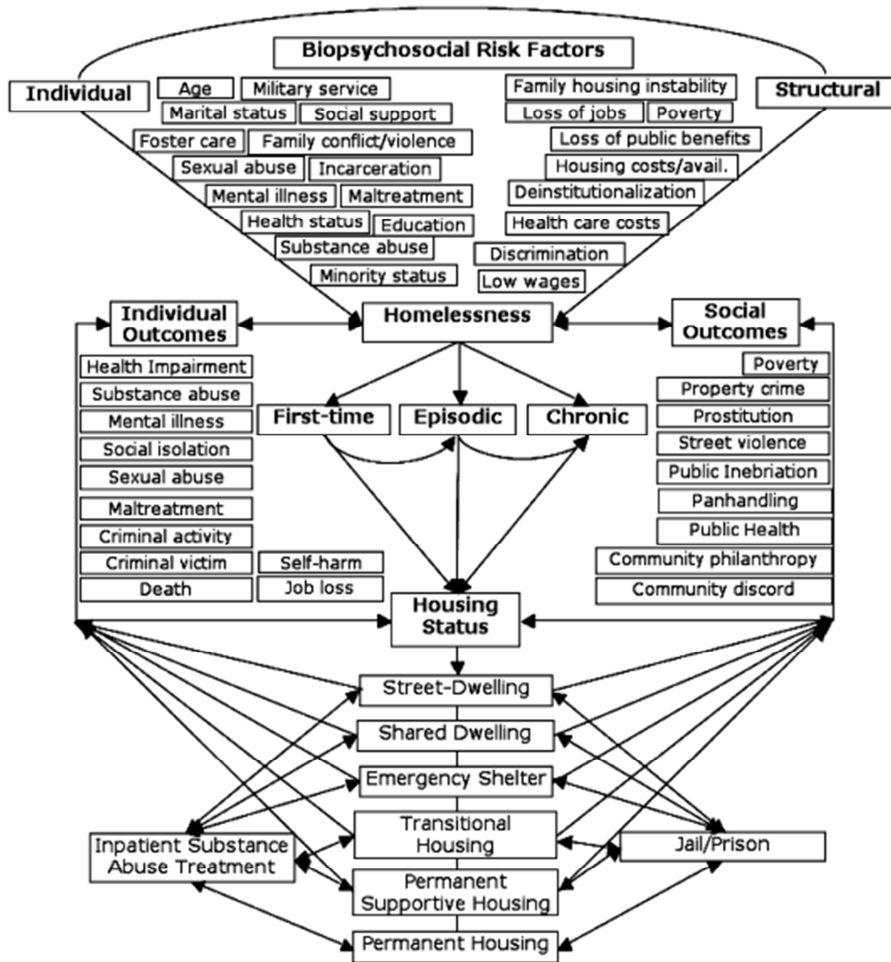 Biopsychosocial Risk Factors
Individual
Structural
Age
Military service
Marital status
Social support
Foster care
Family conflict/violence
Sexual abuse
Incarceration
Mental illness
Maltreatment
Health status
Education
Substance abuse
Minority status
Family housing instability
Loss of jobs
Poverty
Loss of public benefits
Housing costs/avail.
Deinstitutionalization
Health care costs
Discrimination
Low wages
Individual
Outcomes
Homelessness
Social
Outcomes
Health Impairment
Substance abuse
Mental illness
Social isolation
Sexual abuse
Maltreatment
Criminal activity
Criminal victim
Self-harm
Death
Job loss
First-time
Episodic
Chronic
Poverty
Property crime
Prostitution
Street violence
Public Inebriation
Panhandling
Public Health
Community philanthropy
Community discord
Housing
Status
Street-Dwelling
Shared Dwelling
Emergency Shelter
Transitional
Housing
Inpatient Substance
Abuse Treatment
Jail/Prison
Permanent
Supportive Housing
Permanent Housing